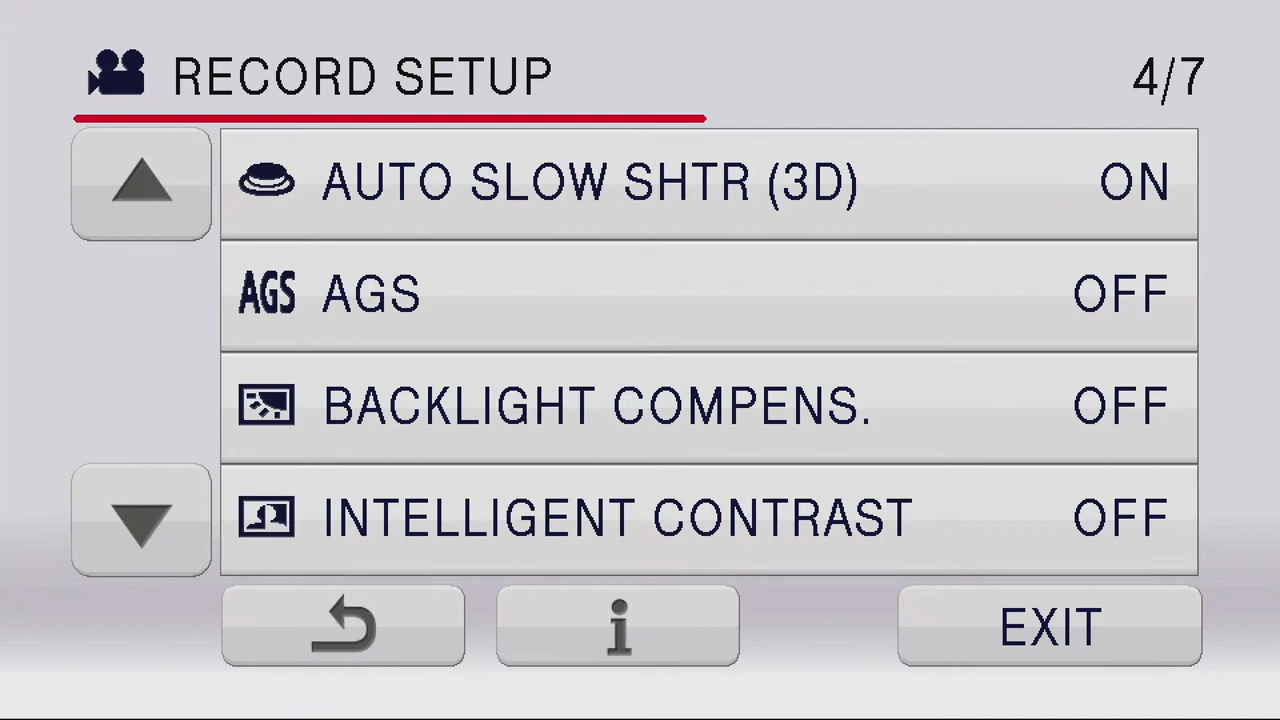 RECORD SETUP 4/7
AUTO SLOW SHTR (3D) ON
AGS AGS OFF
BACKLIGHT COMPENS. OFF
INTELLIGENT CONTRAST OFF
i EXIT